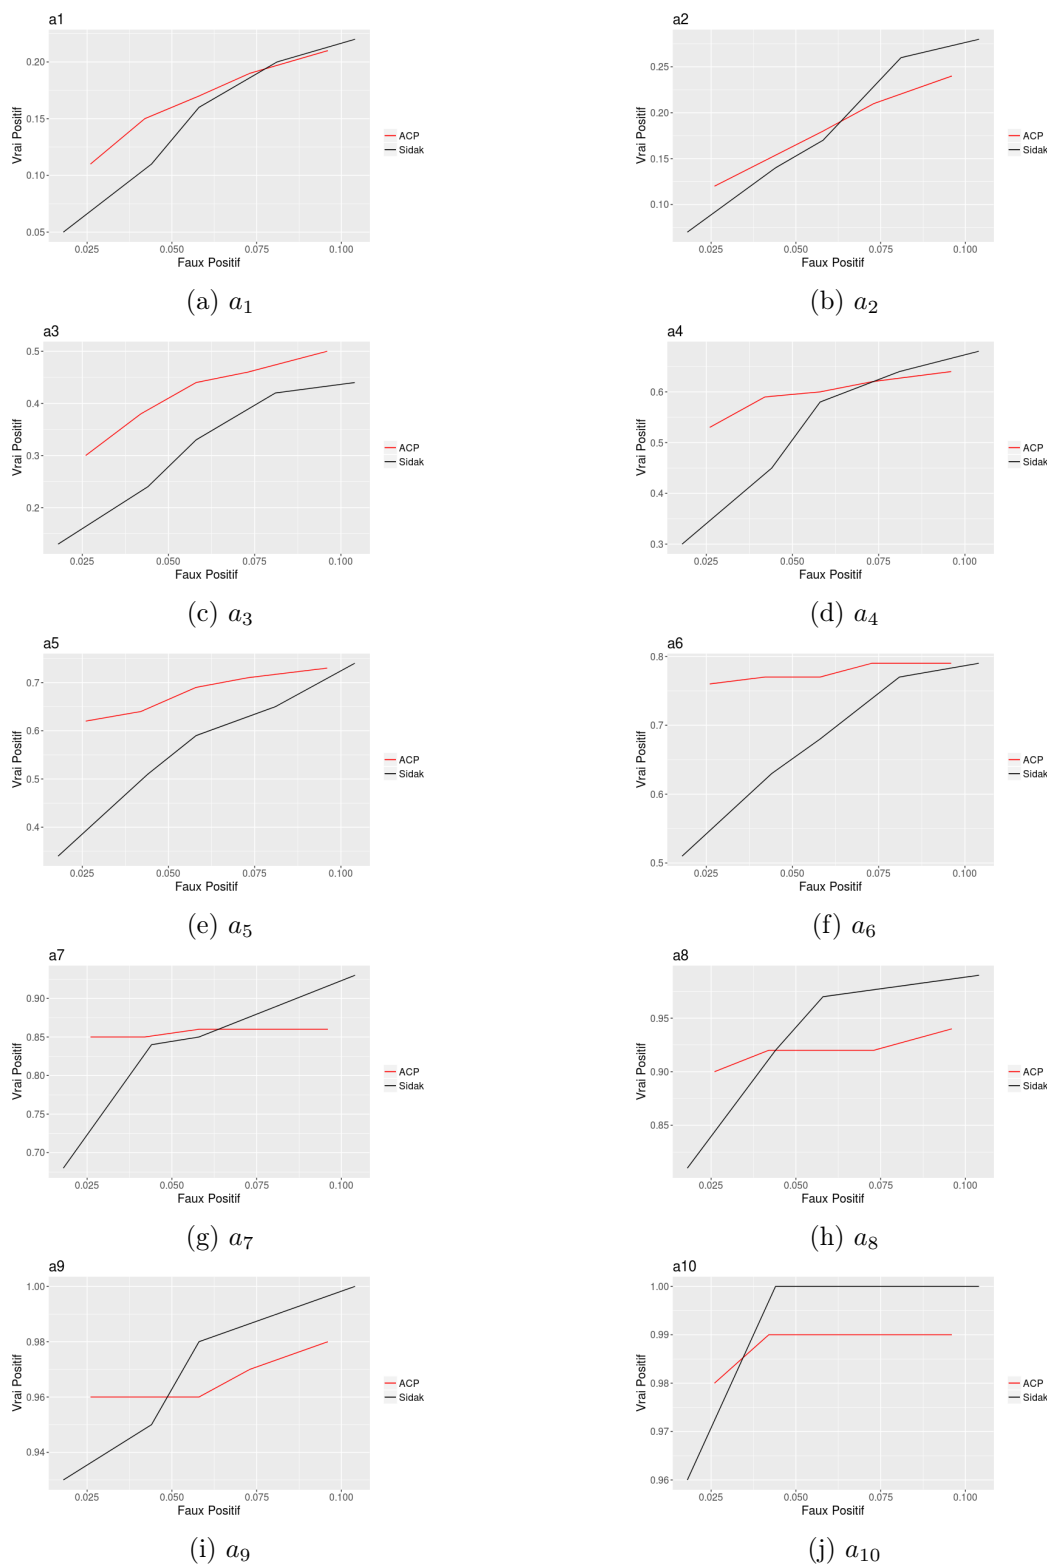 a1
Vrai Positif
0.20
0.15
0.10
0.05
0.025 0.050 0.075 0.100
Faux Positif
ACP
Sidak
(a) a1
a2
Vrai Positif
0.25
0.20
0.15
0.10
0.025 0.050 0.075 0.100
Faux Positif
ACP
Sidak
(b) a2
a3
Vrai Positif
0.5
0.4
0.3
0.2
0.025 0.050 0.075 0.100
Faux Positif
ACP
Sidak
(c) a3
a4
Vrai Positif
0.6
0.5
0.4
0.3
0.025 0.050 0.075 0.100
Faux Positif
ACP
Sidak
(d) a4
a5
Vrai Positif
0.7
0.6
0.5
0.4
0.025 0.050 0.075 0.100
Faux Positif
ACP
Sidak
(e) a5
a6
Vrai Positif
0.8
0.7
0.6
0.5
0.025 0.050 0.075 0.100
Faux Positif
ACP
Sidak
(f) a6
a7
Vrai Positif
0.90
0.85
0.80
0.75
0.70
0.025 0.050 0.075 0.100
Faux Positif
ACP
Sidak
(g) a7
a8
Vrai Positif
0.95
0.90
0.85
0.025 0.050 0.075 0.100
Faux Positif
ACP
Sidak
(h) a8
a9
Vrai Positif
1.00
0.98
0.96
0.94
0.025 0.050 0.075 0.100
Faux Positif
ACP
Sidak
(i) a9
a10
Vrai Positif
1.00
0.99
0.98
0.97
0.96
0.025 0.050 0.075 0.100
Faux Positif
ACP
Sidak
(j) a10